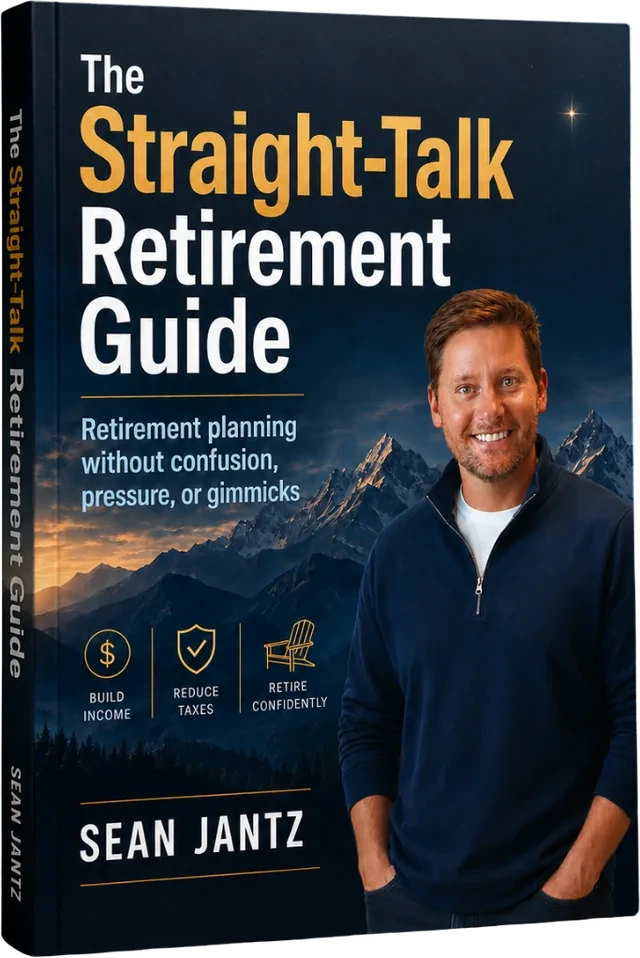 The
Straight-Talk
Retirement
Guide
Retirement planning
without confusion,
pressure, or gimmicks
$
BUILD
INCOME
REDUCE
TAXES
RETIRE
CONFIDENTLY
SEAN JANTZ
The Straight-Talk Retirement Guide
SEAN JANTZ